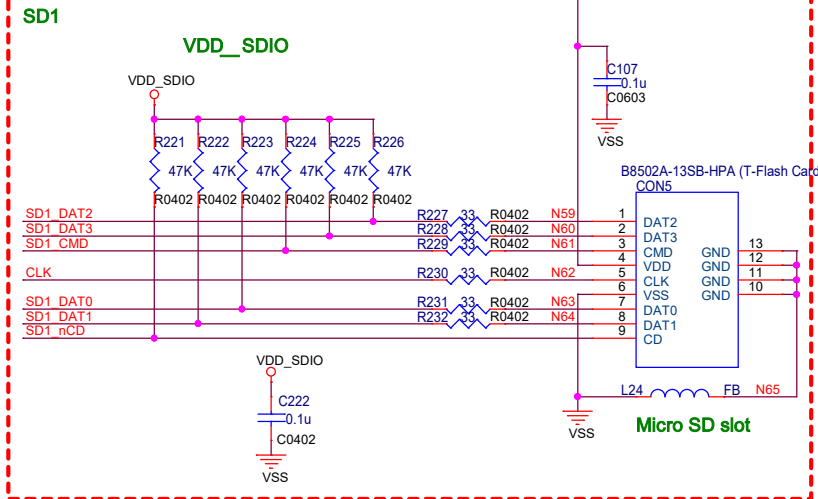 SD1
VDD__SDIO
VDD_SDIO
C107
0.1u
C0603
VSS
R221 R222 R223 R224 R225 R226
47K 47K 47K 47K 47K 47K
R0402 R0402 R0402 R0402 R0402 R0402
B8502A-13SB-HPA (T-Flash Card
CON5
SD1_DAT2 R227 33 R0402 N59 1 DAT2
SD1_DAT3 R228 33 R0402 N60 2 DAT3
SD1_CMD R229 33 R0402 N61 3 CMD GND 13
4 VDD GND 12
CLK R230 33 R0402 N62 5 CLK GND 11
6 VSS GND 10
SD1_DAT0 R231 33 R0402 N63 7 DAT0
SD1_DAT1 R232 33 R0402 N64 8 DAT1
SD1_nCD 9 CD
VDD_SDIO
C222
0.1u
C0402
VSS
L24 FB N65
VSS
Micro SD slot